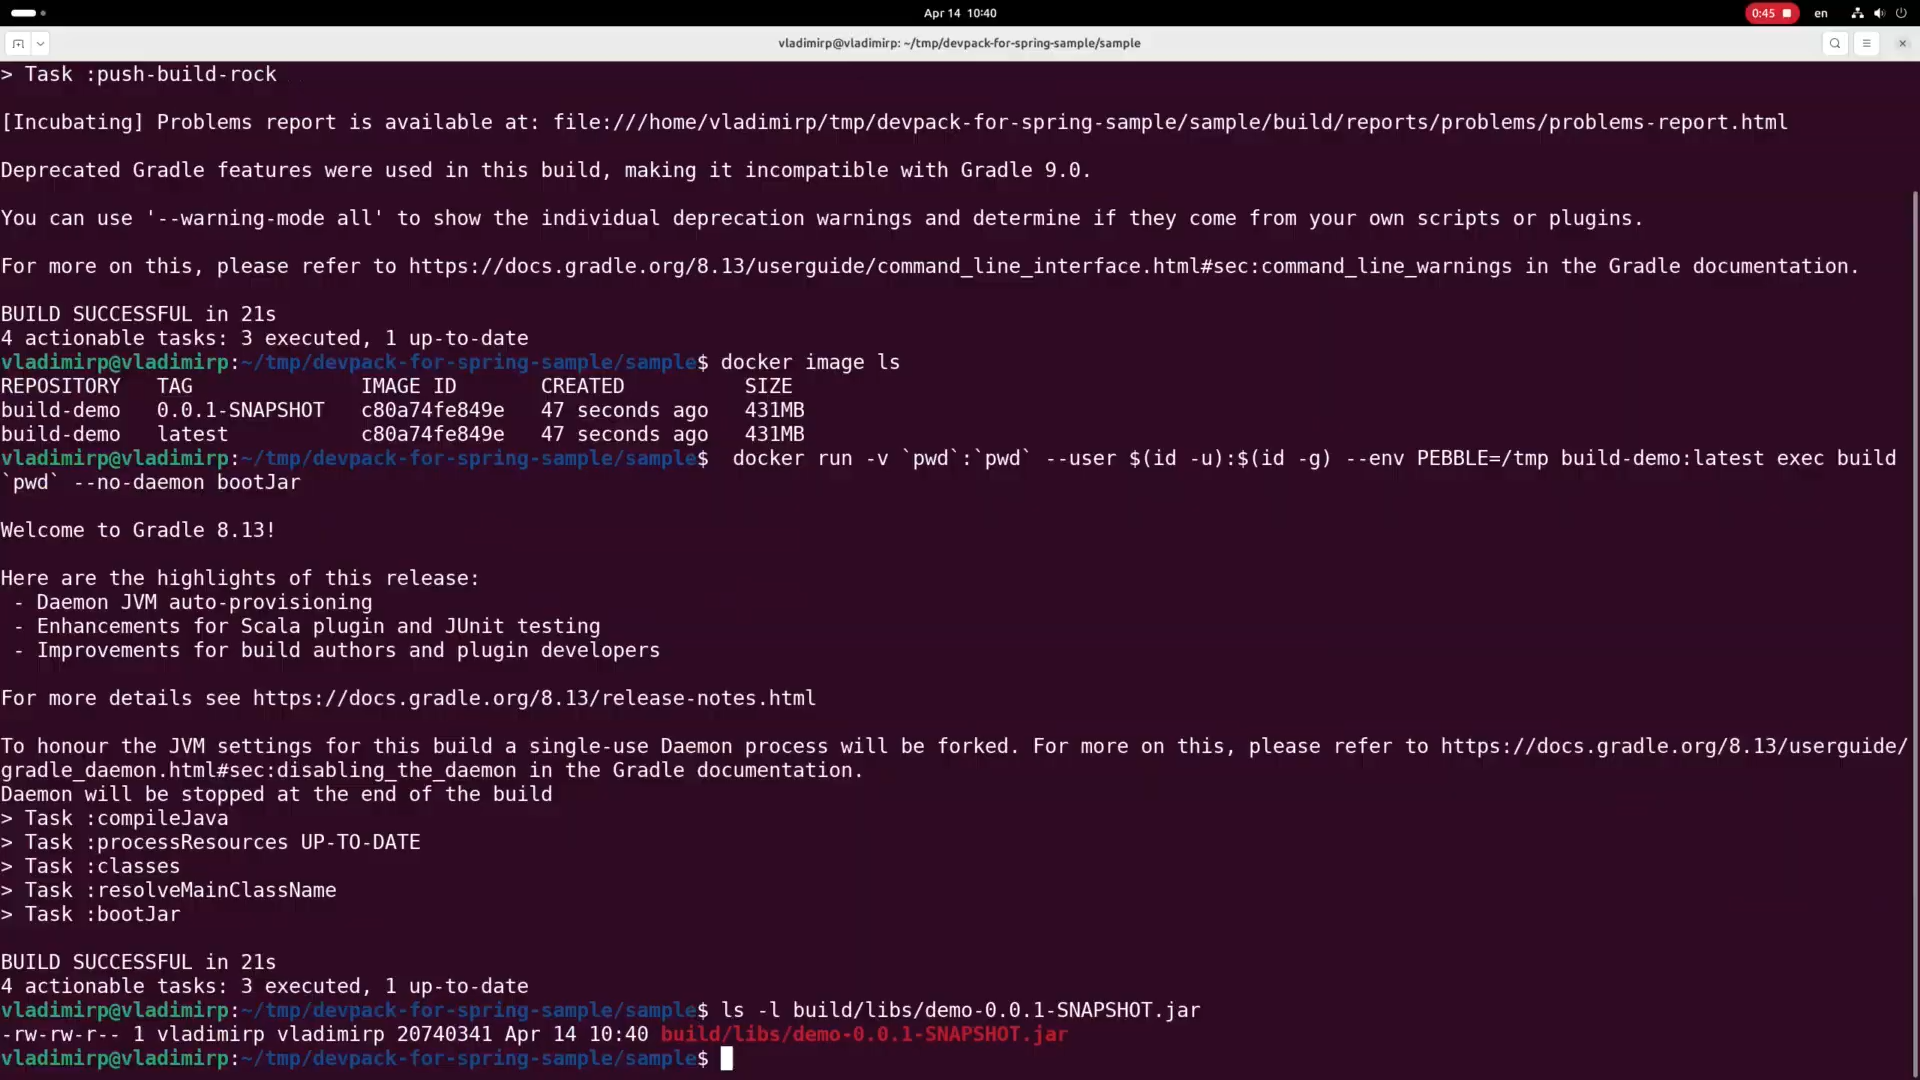 Apr 14 10:40
0:45
en
vladimirp@vladimirp: ~/tmp/devpack-for-spring-sample/sample
> Task :push-build-rock
[Incubating] Problems report is available at: file:///home/vladimirp/tmp/devpack-for-spring-sample/sample/build/reports/problems/problems-report.html
Deprecated Gradle features were used in this build, making it incompatible with Gradle 9.0.
You can use '--warning-mode all' to show the individual deprecation warnings and determine if they come from your own scripts or plugins.
For more on this, please refer to https://docs.gradle.org/8.13/userguide/command_line_interface.html#sec:command_line_warnings in the Gradle documentation.
BUILD SUCCESSFUL in 21s
4 actionable tasks: 3 executed, 1 up-to-date
vladimirp@vladimirp:~/tmp/devpack-for-spring-sample/sample$ docker image ls
REPOSITORY   TAG              IMAGE ID       CREATED          SIZE
build-demo   0.0.1-SNAPSHOT   c80a74fe849e   47 seconds ago   431MB
build-demo   latest           c80a74fe849e   47 seconds ago   431MB
vladimirp@vladimirp:~/tmp/devpack-for-spring-sample/sample$  docker run -v `pwd`:`pwd` --user $(id -u):$(id -g) --env PEBBLE=/tmp build-demo:latest exec build
`pwd` --no-daemon bootJar
Welcome to Gradle 8.13!
Here are the highlights of this release:
 - Daemon JVM auto-provisioning
 - Enhancements for Scala plugin and JUnit testing
 - Improvements for build authors and plugin developers
For more details see https://docs.gradle.org/8.13/release-notes.html
To honour the JVM settings for this build a single-use Daemon process will be forked. For more on this, please refer to https://docs.gradle.org/8.13/userguide/
gradle_daemon.html#sec:disabling_the_daemon in the Gradle documentation.
Daemon will be stopped at the end of the build
> Task :compileJava
> Task :processResources UP-TO-DATE
> Task :classes
> Task :resolveMainClassName
> Task :bootJar
BUILD SUCCESSFUL in 21s
4 actionable tasks: 3 executed, 1 up-to-date
vladimirp@vladimirp:~/tmp/devpack-for-spring-sample/sample$ ls -l build/libs/demo-0.0.1-SNAPSHOT.jar
-rw-rw-r-- 1 vladimirp vladimirp 20740341 Apr 14 10:40 build/libs/demo-0.0.1-SNAPSHOT.jar
vladimirp@vladimirp:~/tmp/devpack-for-spring-sample/sample$